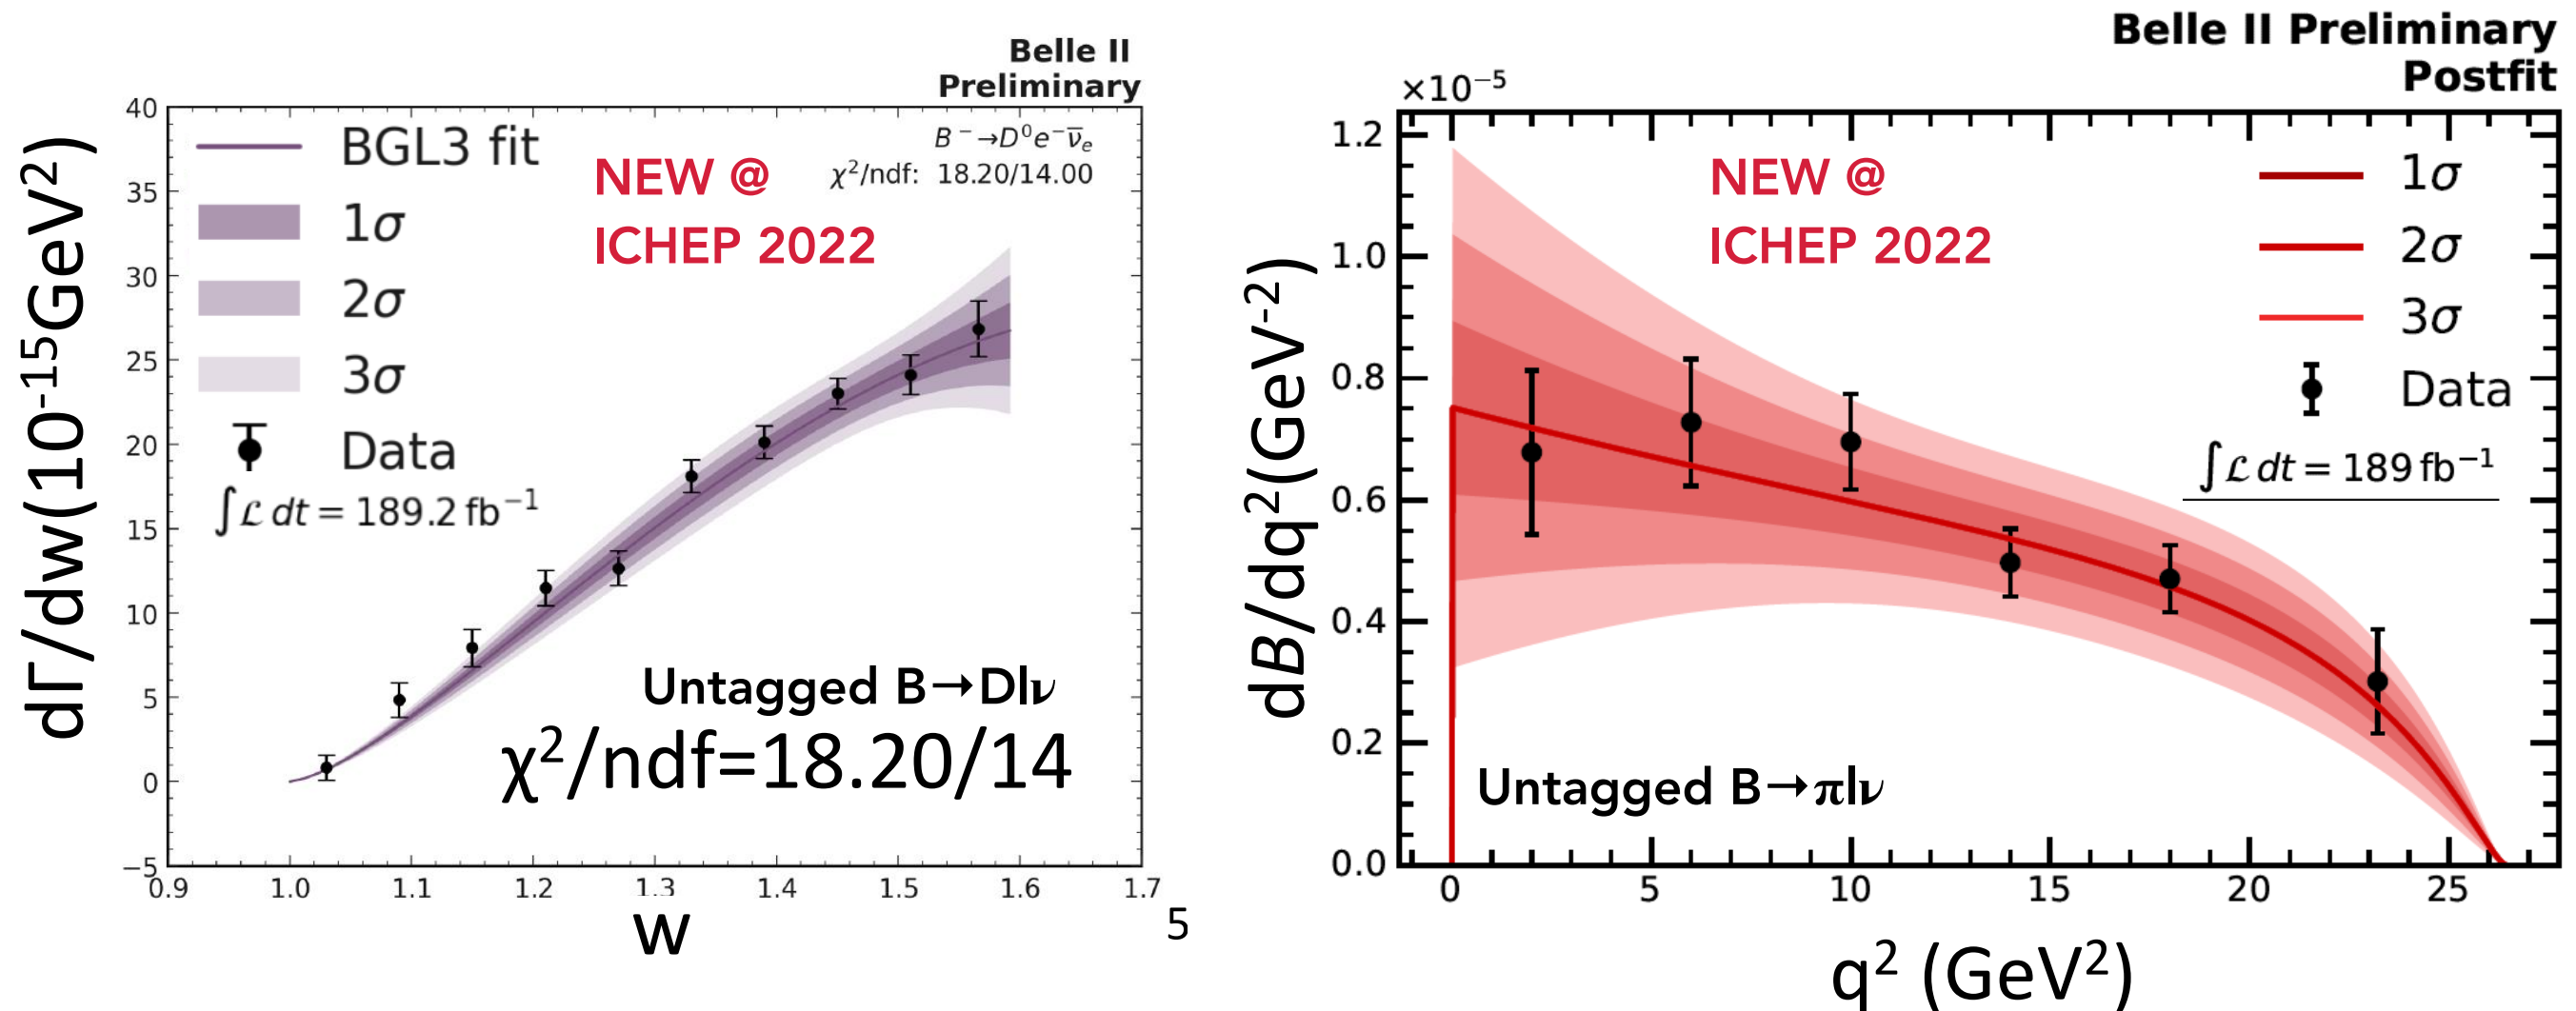 Belle II
Preliminary
dΓ/dw(10⁻¹⁵GeV²)
40
35
30
25
20
15
10
5
0
−5
BGL3 fit
1σ
2σ
3σ
Data
∫ℒ dt = 189.2 fb⁻¹
NEW @
ICHEP 2022
B⁻→D⁰e⁻ν̅ₑ
χ²/ndf: 18.20/14.00
Untagged B→Dlν
χ²/ndf=18.20/14
0.9 1.0 1.1 1.2 1.3 1.4 1.5 1.6 1.7
w
5
Belle II Preliminary
Postfit
×10⁻⁵
dB/dq²(GeV⁻²)
1.2
1.0
0.8
0.6
0.4
0.2
0.0
NEW @
ICHEP 2022
1σ
2σ
3σ
Data
∫ℒ dt = 189 fb⁻¹
Untagged B→πlν
0 5 10 15 20 25
q² (GeV²)